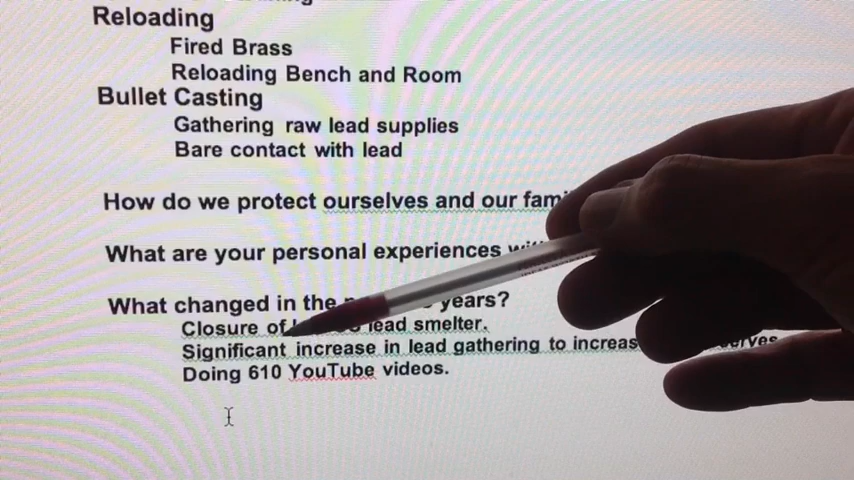 Reloading
Fired Brass
Reloading Bench and Room
Bullet Casting
Gathering raw lead supplies
Bare contact with lead
How do we protect ourselves and our
What are your personal experiences
What changed in the years?
Closure of lead smelter.
Significant increase in lead gathering to
Doing 610 YouTube videos.